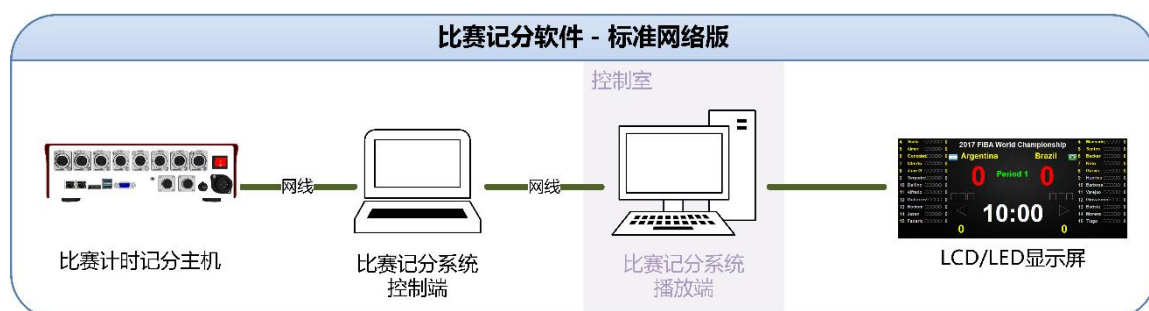 比赛记分软件 - 标准网络版
控制室
网线
网线
2017 FIBA World Championship
Argentina
Brazil
0
Period 1
0
10:00
0
0
比赛计时记分主机
比赛记分系统
控制端
比赛记分系统
播放端
LCD/LED显示屏